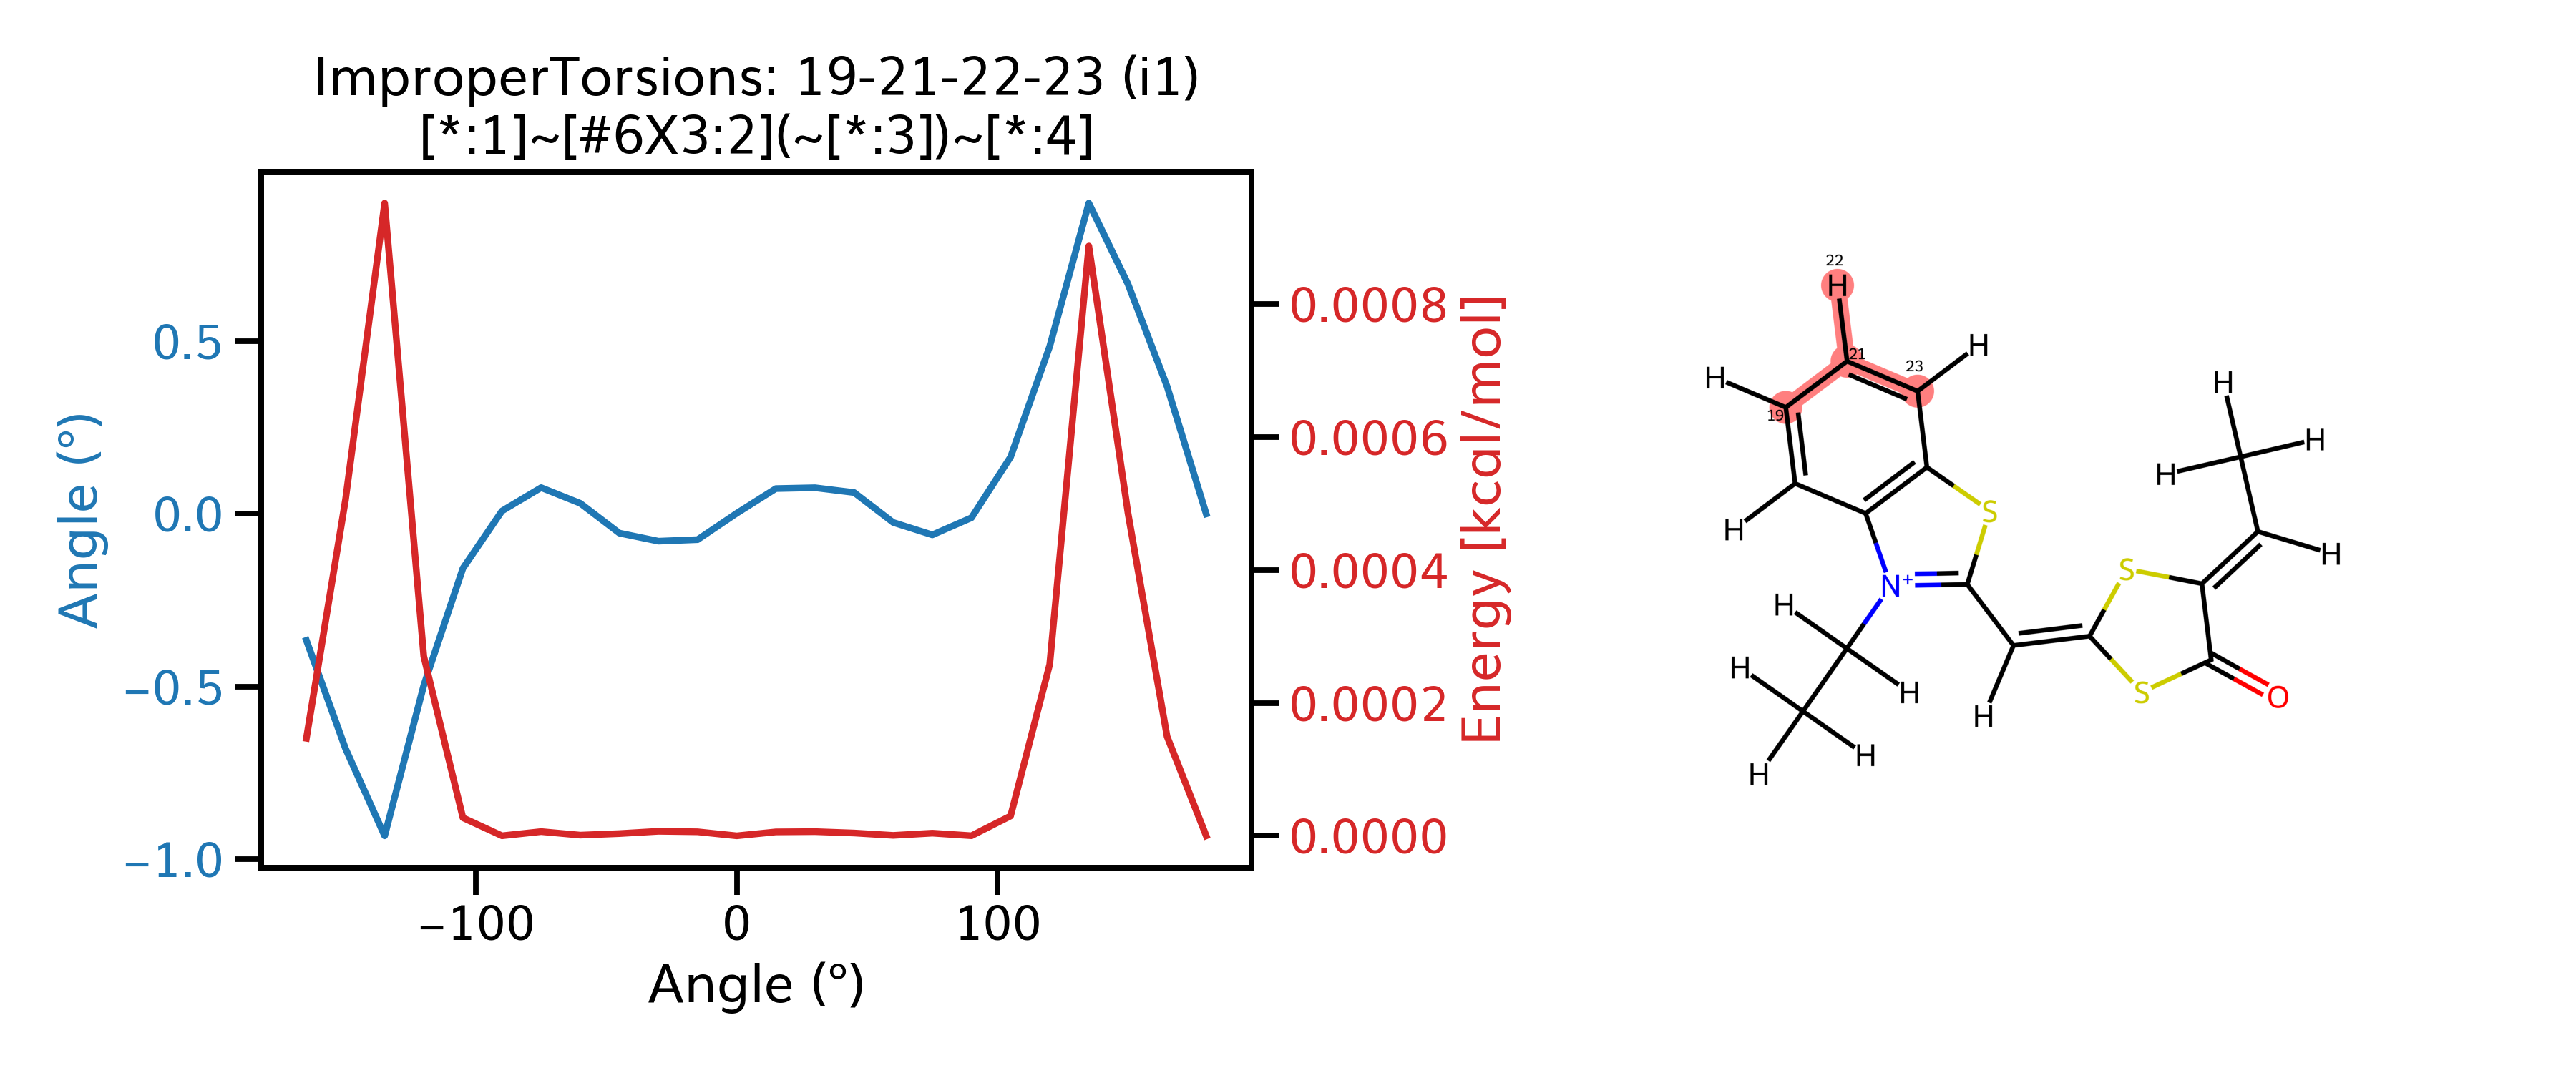 ImproperTorsions: 19-21-22-23 (i1)
[*:1]~[#6X3:2](~[*:3])~[*:4]
Angle (°)
0.5
0.0
−0.5
−1.0
−100
0
100
Angle (°)
0.0008
0.0006
0.0004
0.0002
0.0000
Energy [kcal/mol]
22
H
21
23
H
H
19
H
S
N+
H
H
H
H
H
H
H
S
S
O
H
H
H
H